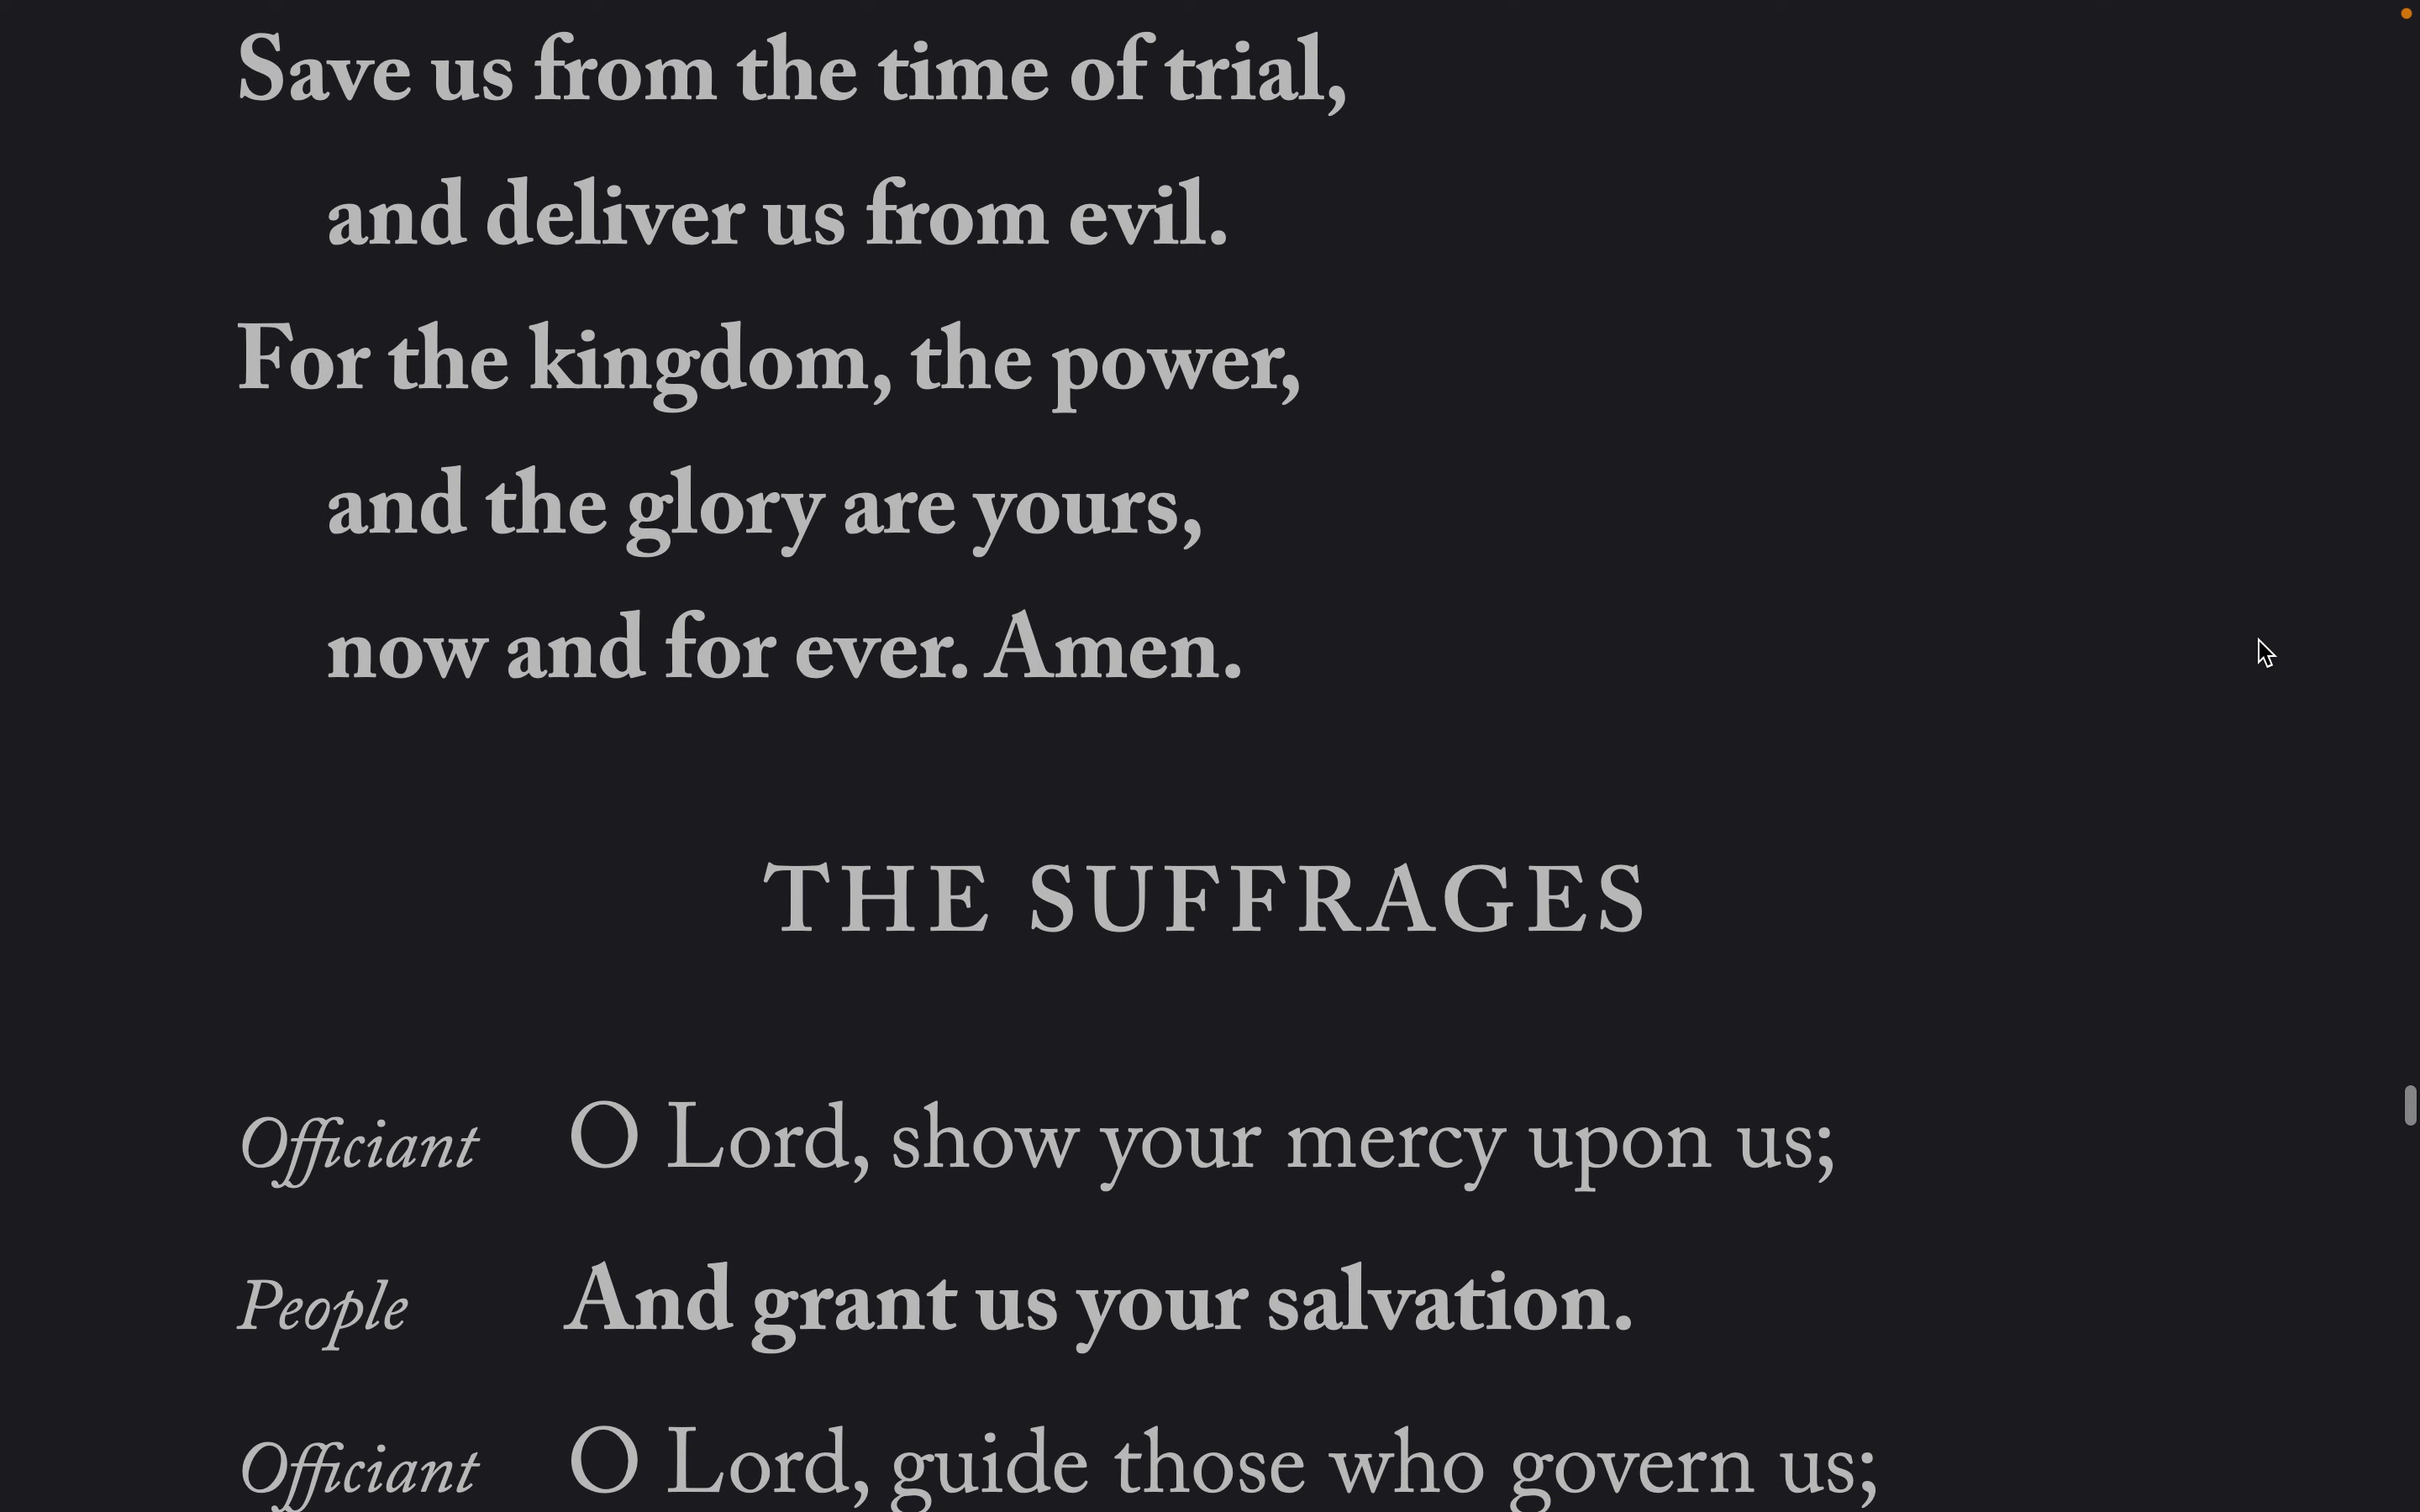 Save us from the time of trial,
and deliver us from evil.
For the kingdom, the power,
and the glory are yours,
now and for ever. Amen.
THE SUFFRAGES
Officiant O Lord, show your mercy upon us;
People And grant us your salvation.
Officiant O Lord, guide those who govern us;